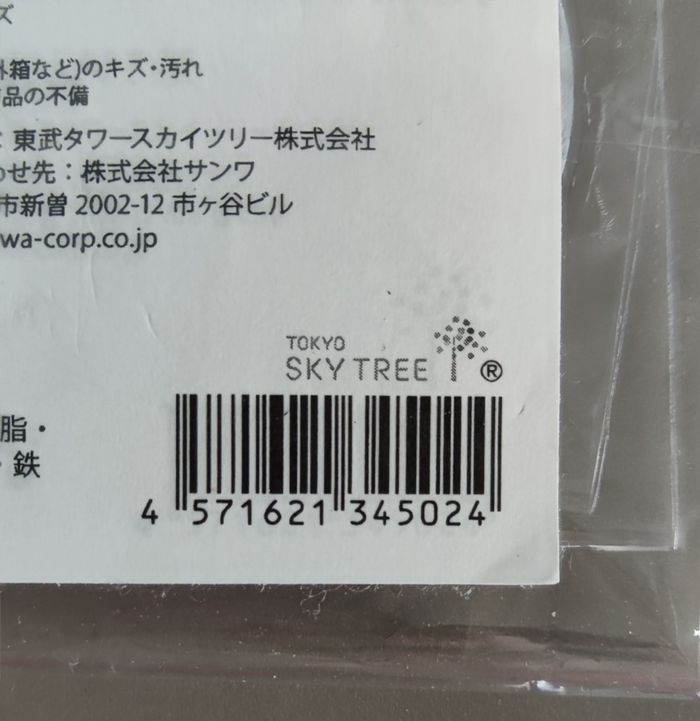 ズ
外箱など)のキズ・汚れ
品の不備
：東武タワースカイツリー株式会社
わせ先：株式会社サンワ
市新曽 2002-12 市ヶ谷ビル
wa-corp.co.jp
TOKYO
SKY TREE ®
脂・
・鉄
4 571621 345024